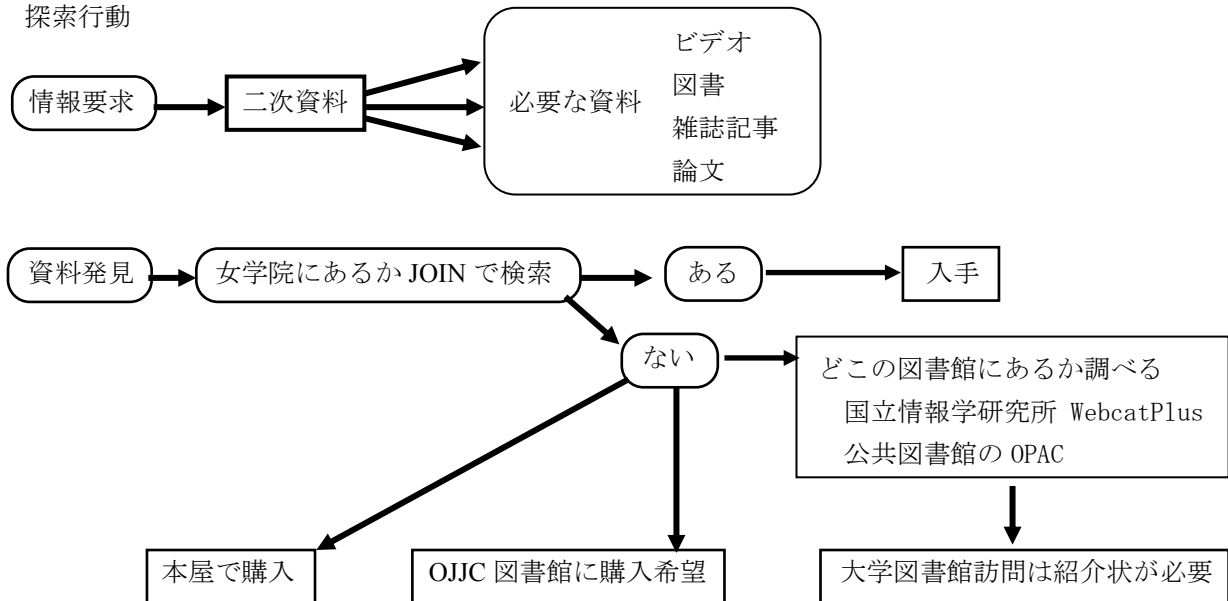 探索行動
情報要求
二次資料
必要な資料
ビデオ
図書
雑誌記事
論文
資料発見
女学院にあるか JOIN で検索
ある
入手
ない
どこの図書館にあるか調べる
国立情報学研究所 WebcatPlus
公共図書館の OPAC
本屋で購入
OJJC 図書館に購入希望
大学図書館訪問は紹介状が必要